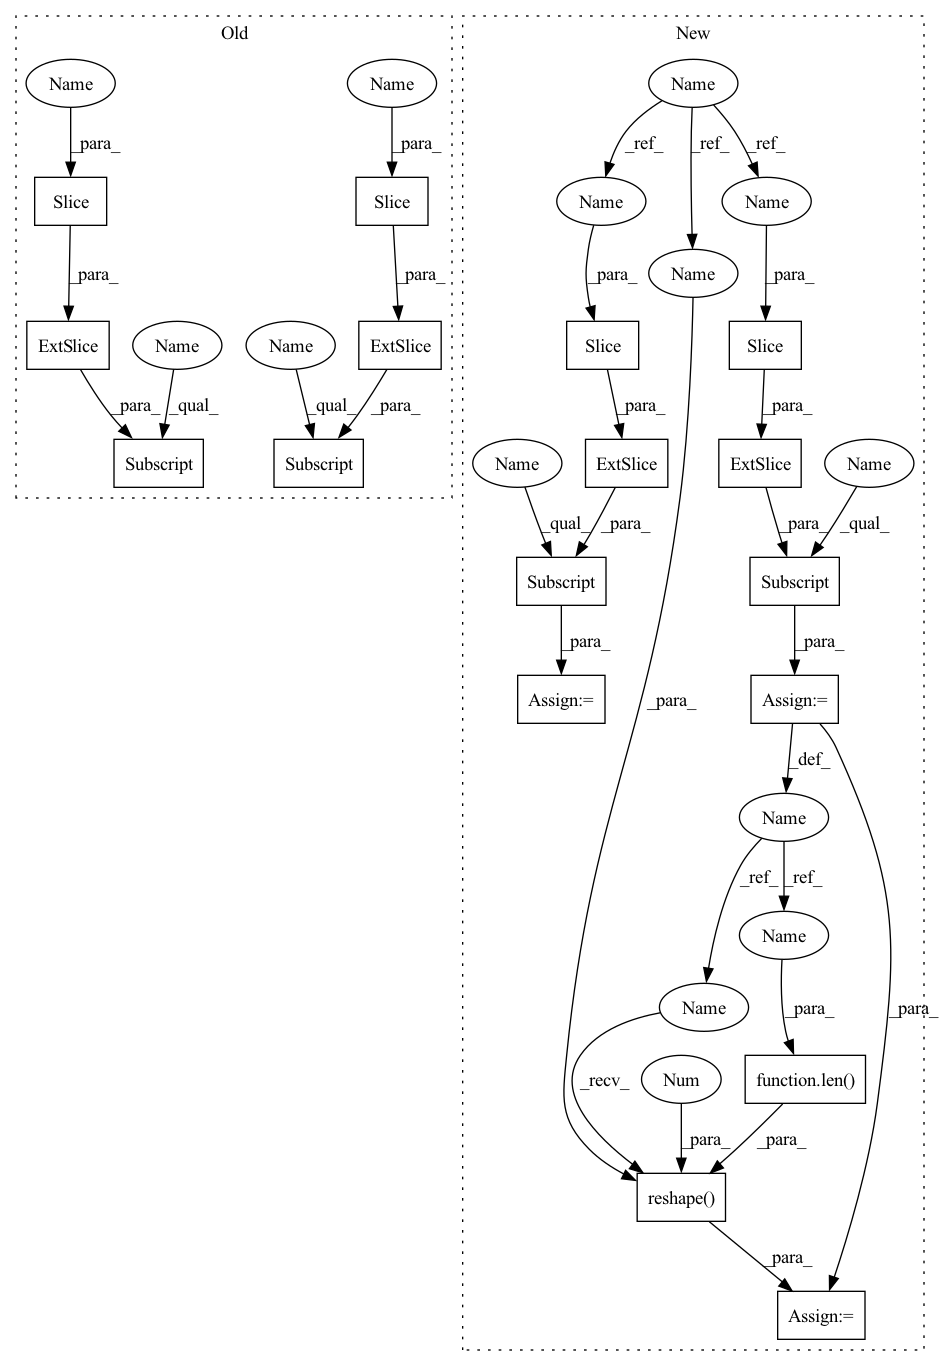 Old
New
Name
Name
Name
_para_
_para_
_ref_
_ref_
_ref_
Slice
Slice
Name
Name
Name
_para_
_para_
_para_
_para_
ExtSlice
Name
Name
ExtSlice
Slice
Slice
_para_
_qual_
_qual_
_para_
_para_
_para_
Subscript
Subscript
Name
ExtSlice
ExtSlice
Name
_qual_
_para_
_para_
_qual_
Subscript
Subscript
_para_
_para_
Assign:=
_para_
Assign:=
_def_
Name
_ref_
_ref_
Name
Name
_para_
_para_
_recv_
Num
function.len()
_para_
_para_
reshape()
_para_
Assign:=